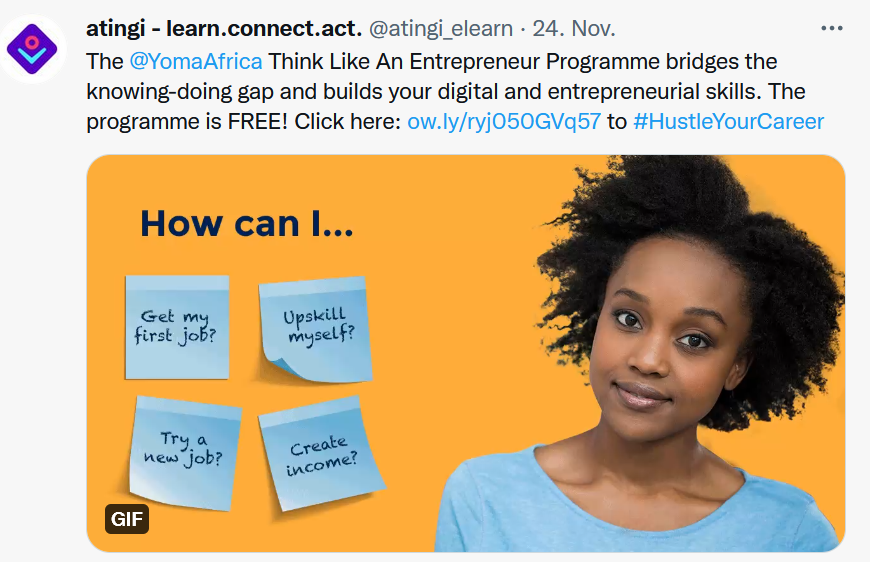 atingi - learn.connect.act. @atingi_elearn · 24. Nov.
The @YomaAfrica Think Like An Entrepreneur Programme bridges the
knowing-doing gap and builds your digital and entrepreneurial skills. The
programme is FREE! Click here: ow.ly/ryj050GVq57 to #HustleYourCareer
How can I...
Get my
first job?
Upskill
myself?
Try a
new job?
Create
income?
GIF